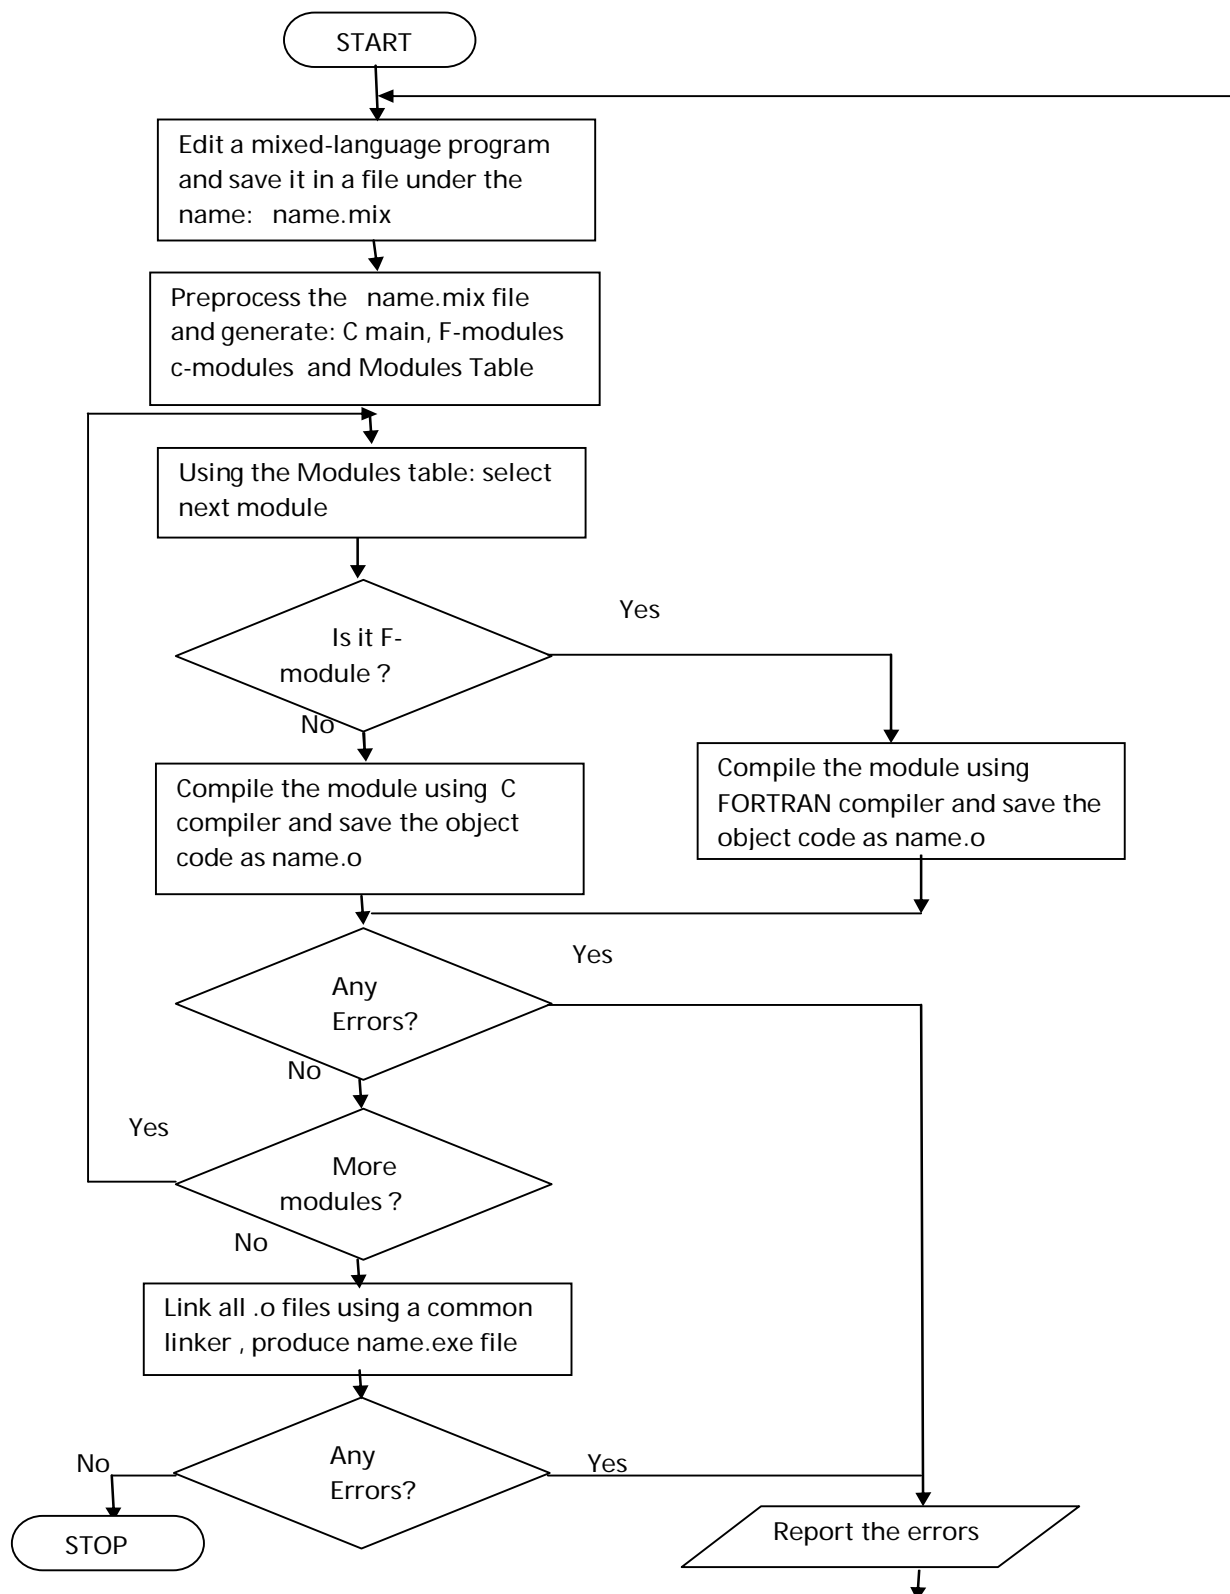 START
Edit a mixed-language program
and save it in a file under the
name: name.mix
Preprocess the name.mix file
and generate: C main, F-modules
c-modules and Modules Table
Using the Modules table: select
next module
Is it F-
module ?
Yes
No
Compile the module using C
compiler and save the object
code as name.o
Compile the module using
FORTRAN compiler and save the
object code as name.o
Any
Errors?
Yes
No
More
modules ?
Yes
No
Link all .o files using a common
linker , produce name.exe file
Any
Errors?
No
Yes
STOP
Report the errors